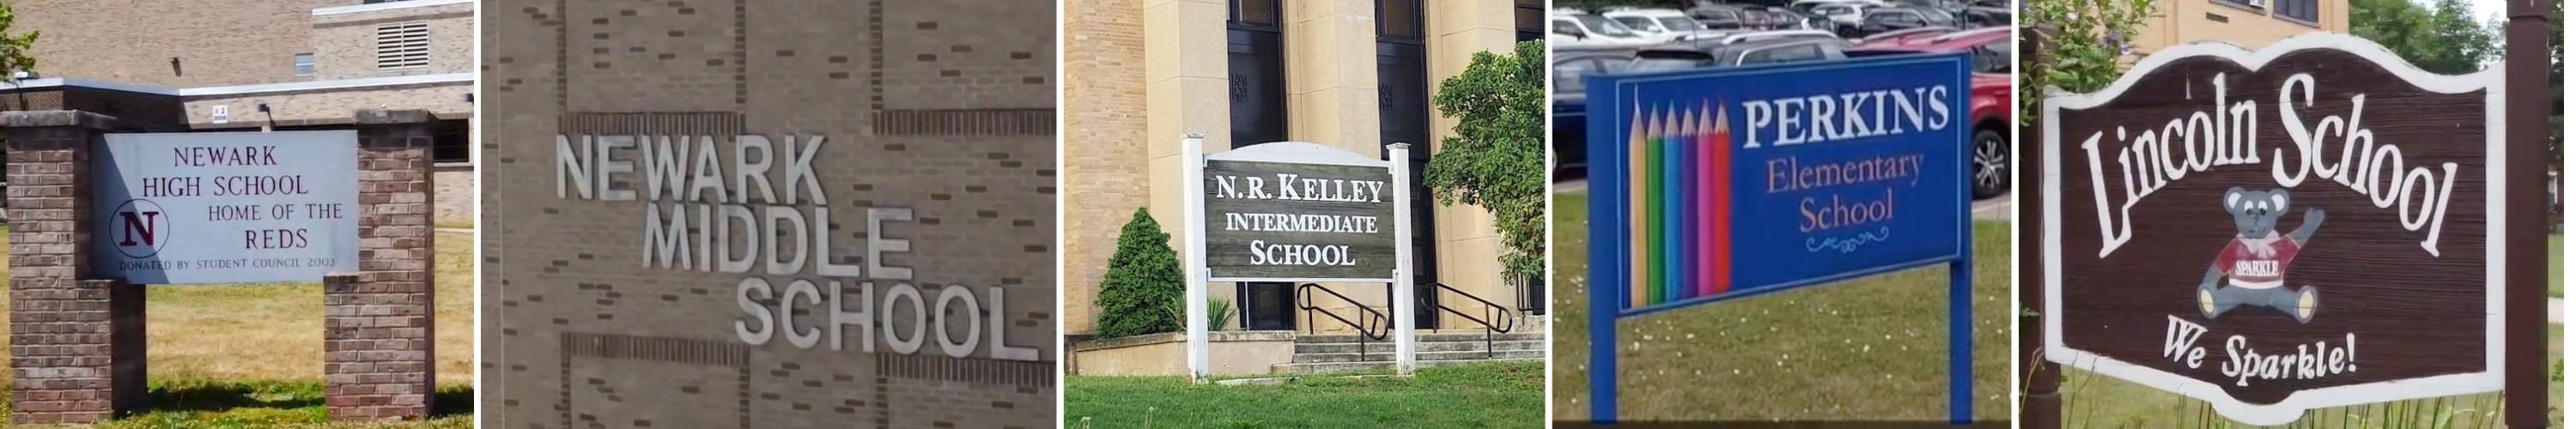 NEWARK
HIGH SCHOOL
N
HOME OF THE
REDS
DONATED BY STUDENT COUNCIL 2003
NEWARK
MIDDLE
SCHOOL
N.R. KELLEY
INTERMEDIATE
SCHOOL
PERKINS
Elementary
School
Lincoln School
SPARKLE
We Sparkle!